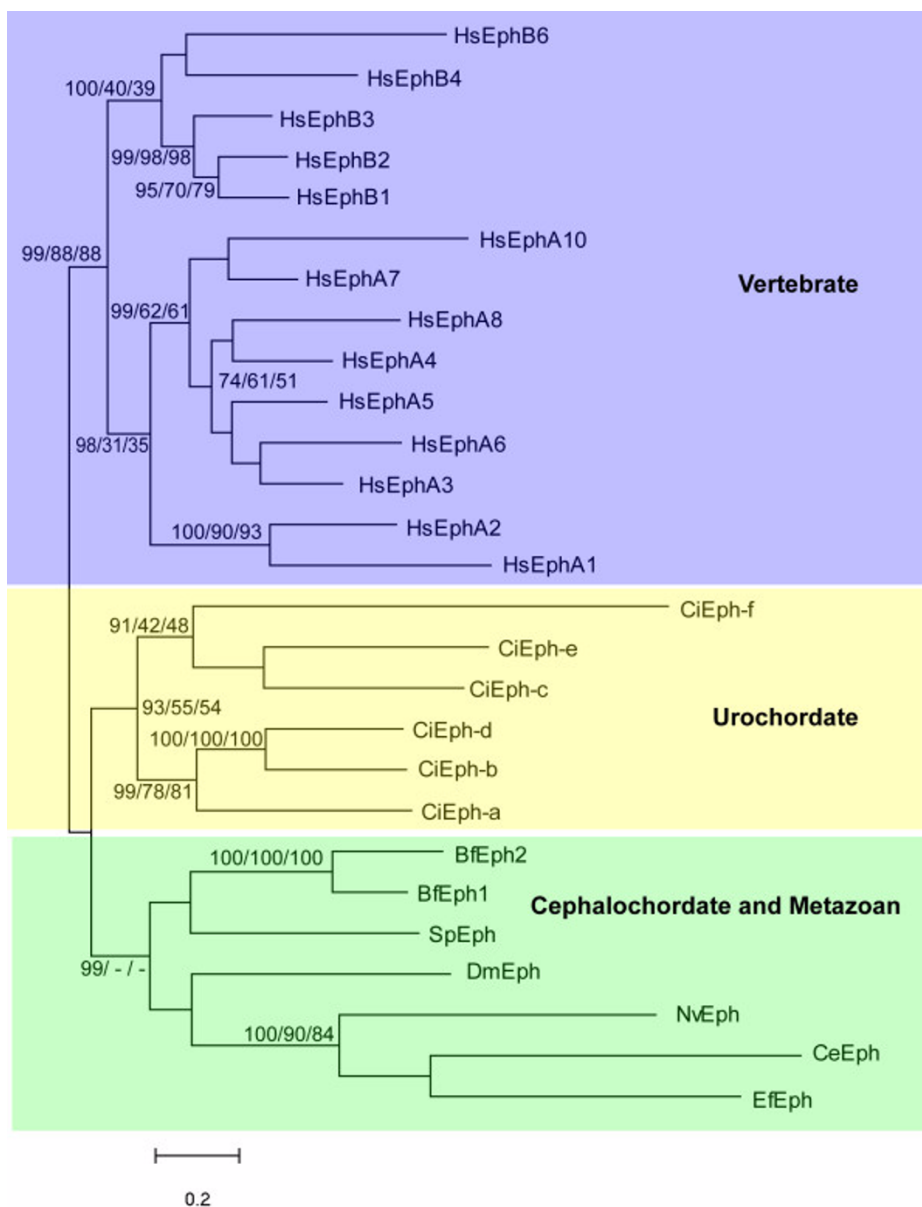 HsEphB6
HsEphB4
100/40/39
HsEphB3
99/98/98
HsEphB2
95/70/79
HsEphB1
HsEphA10
99/88/88
HsEphA7
Vertebrate
99/62/61
HsEphA8
HsEphA4
74/61/51
HsEphA5
98/31/35
HsEphA6
HsEphA3
100/90/93
HsEphA2
HsEphA1
CiEph-f
91/42/48
CiEph-e
CiEph-c
93/55/54
Urochordate
CiEph-d
100/100/100
CiEph-b
99/78/81
CiEph-a
BfEph2
100/100/100
BfEph1
Cephalochordate and Metazoan
SpEph
99/ - / -
DmEph
NvEph
100/90/84
CeEph
EfEph
0.2